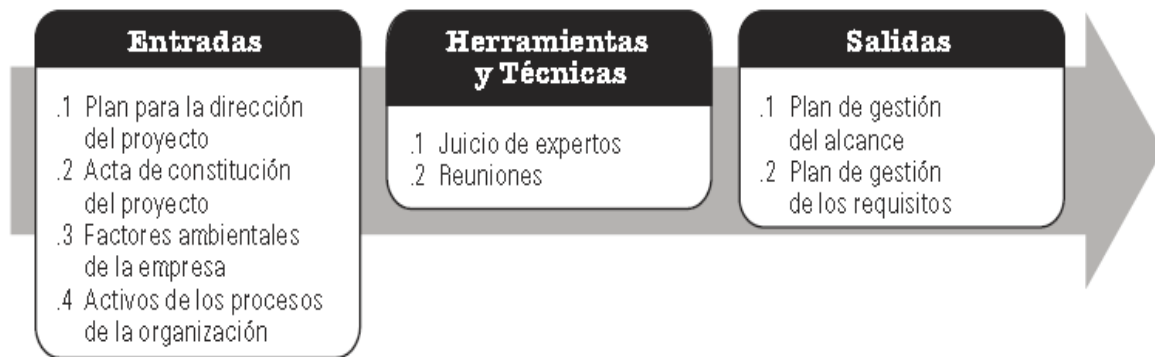 Entradas
.1 Plan para la dirección
del proyecto
.2 Acta de constitución
del proyecto
.3 Factores ambientales
de la empresa
.4 Activos de los procesos
de la organización
Herramientas
y Técnicas
.1 Juicio de expertos
.2 Reuniones
Salidas
.1 Plan de gestión
del alcance
.2 Plan de gestión
de los requisitos